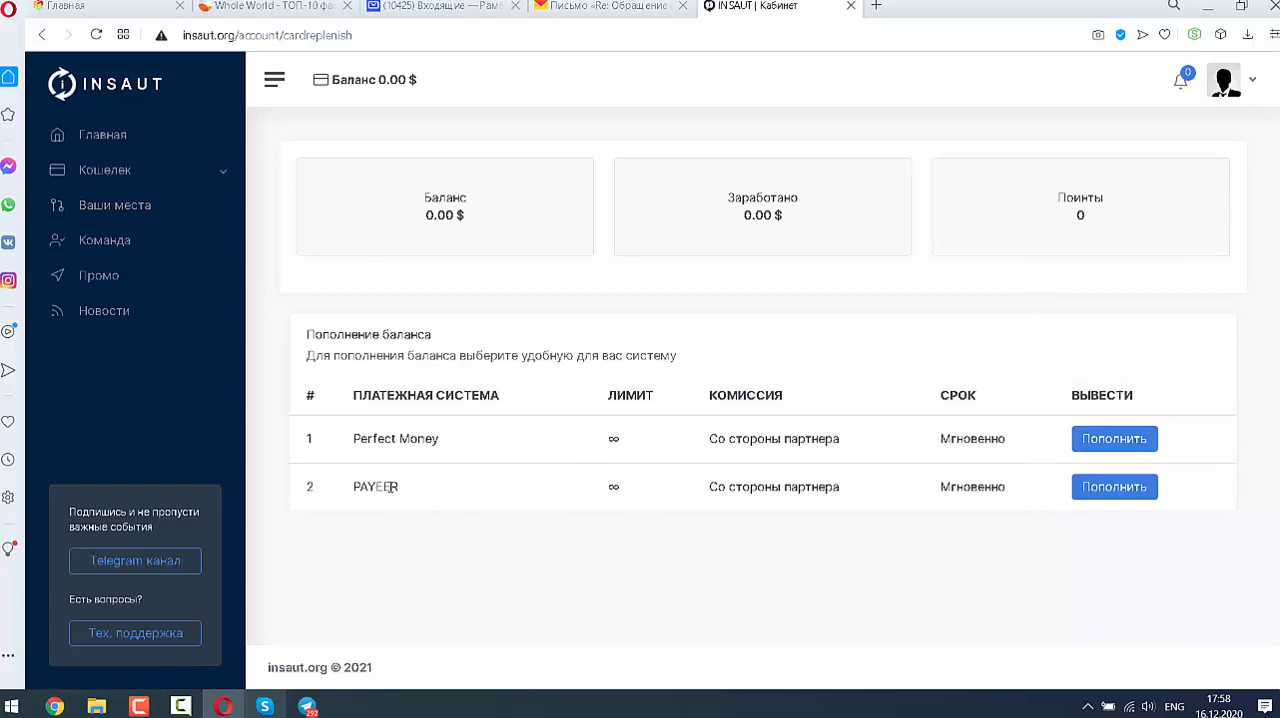 Главная
Whole World - ТОП-10 фа
(10425) Входящие — Рамб
Письмо «Re: Обращение
INSAUT | Кабинет
insaut.org/account/cardreplenish
INSAUT
Баланс 0.00 $
0
Главная
Кошелек
Ваши места
Команда
Промо
Новости
Баланс
0.00 $
Заработано
0.00 $
Поинты
0
Пополнение баланса
Для пополнения баланса выберите удобную для вас систему
# ПЛАТЕЖНАЯ СИСТЕМА ЛИМИТ КОМИССИЯ СРОК ВЫВЕСТИ
1 Perfect Money ∞ Со стороны партнера Мгновенно Пополнить
2 PAYEER ∞ Со стороны партнера Мгновенно Пополнить
Подпишись и не пропусти
важные события
Telegram канал
Есть вопросы?
Тех. поддержка
insaut.org © 2021
292
ENG
17:58
16.12.2020